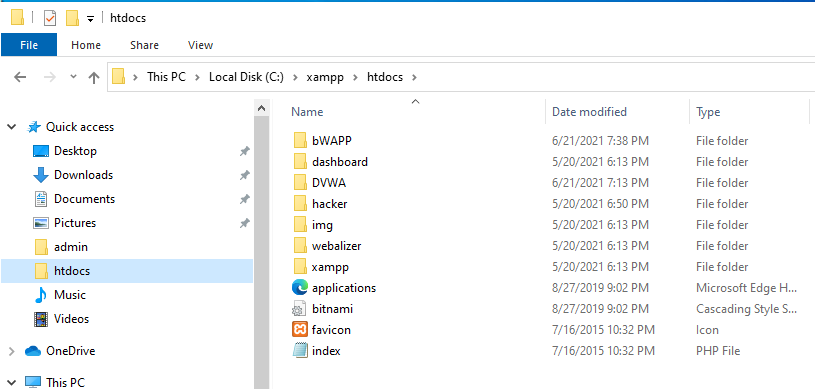 htdocs
File Home Share View
This PC Local Disk (C:) xampp htdocs
Name Date modified Type
Quick access
Desktop
Downloads
Documents
Pictures
admin
htdocs
Music
Videos
OneDrive
This PC
bWAPP 6/21/2021 7:38 PM File folder
dashboard 5/20/2021 6:13 PM File folder
DVWA 6/21/2021 7:13 PM File folder
hacker 5/20/2021 6:50 PM File folder
img 5/20/2021 6:13 PM File folder
webalizer 5/20/2021 6:13 PM File folder
xampp 5/20/2021 6:13 PM File folder
applications 8/27/2019 9:02 PM Microsoft Edge H...
bitnami 8/27/2019 9:02 PM Cascading Style S...
favicon 7/16/2015 10:32 PM Icon
index 7/16/2015 10:32 PM PHP File